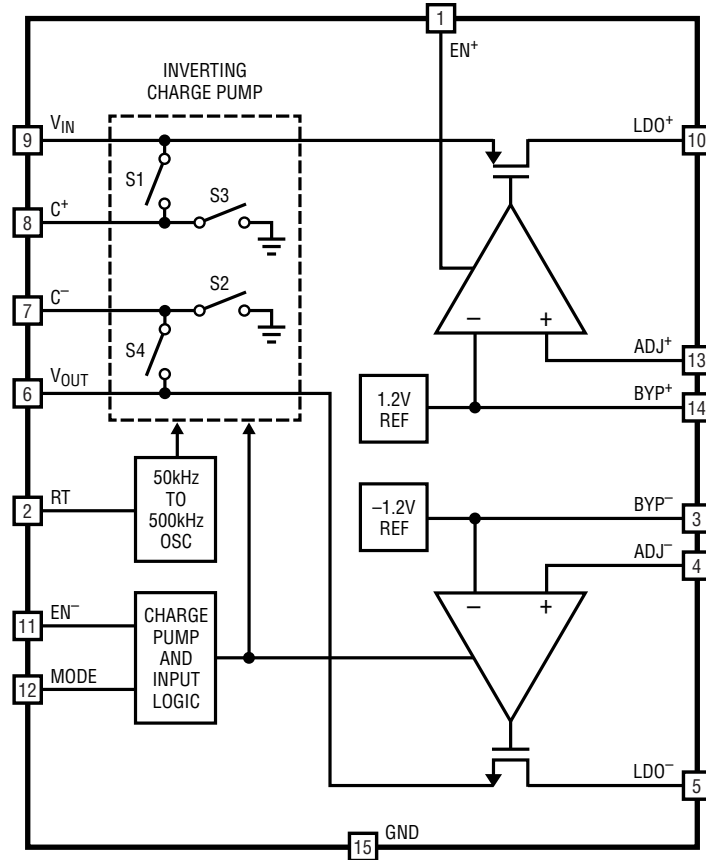 1
EN+
INVERTING
CHARGE PUMP
9
VIN
LDO+
10
S1
S3
8
C+
7
C–
S2
S4
6
VOUT
–
+
ADJ+
13
1.2V
REF
BYP+
14
50kHz
TO
500kHz
OSC
2
RT
–1.2V
REF
BYP–
3
ADJ–
4
–
+
11
EN–
12
MODE
CHARGE
PUMP
AND
INPUT
LOGIC
LDO–
5
15
GND